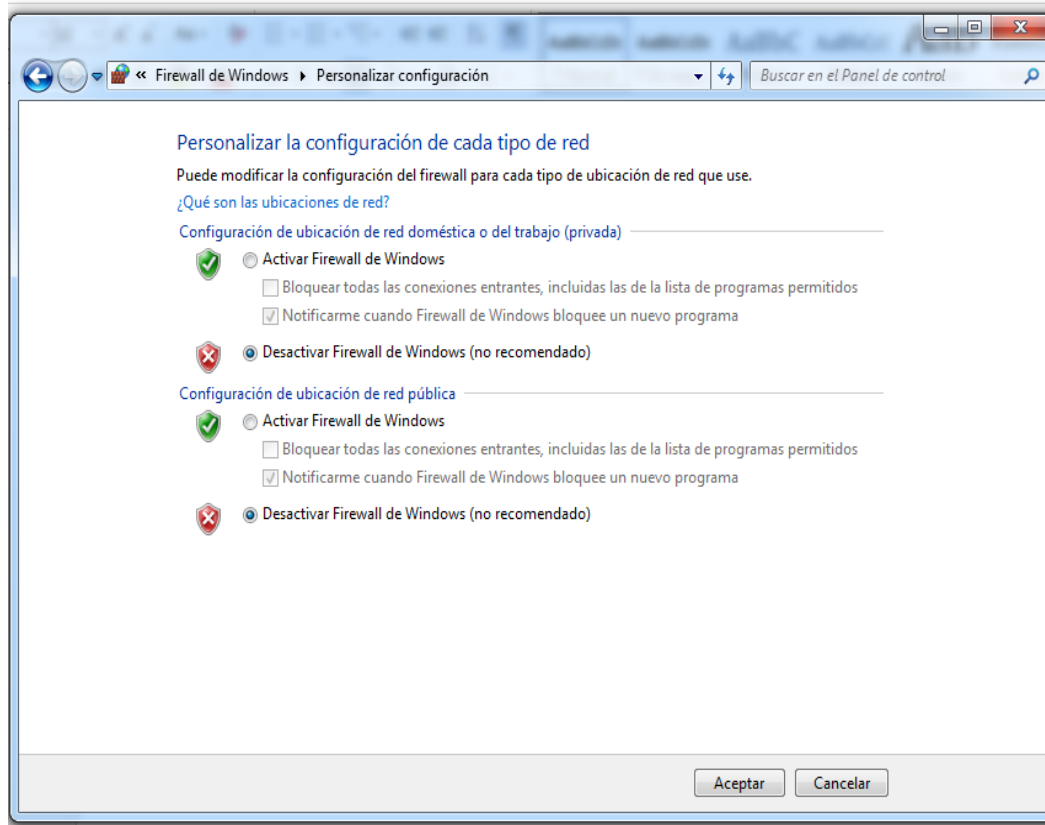 « Firewall de Windows Personalizar configuración
Buscar en el Panel de control
Personalizar la configuración de cada tipo de red
Puede modificar la configuración del firewall para cada tipo de ubicación de red que use.
¿Qué son las ubicaciones de red?
Configuración de ubicación de red doméstica o del trabajo (privada)
Activar Firewall de Windows
Bloquear todas las conexiones entrantes, incluidas las de la lista de programas permitidos
Notificarme cuando Firewall de Windows bloquee un nuevo programa
Desactivar Firewall de Windows (no recomendado)
Configuración de ubicación de red pública
Activar Firewall de Windows
Bloquear todas las conexiones entrantes, incluidas las de la lista de programas permitidos
Notificarme cuando Firewall de Windows bloquee un nuevo programa
Desactivar Firewall de Windows (no recomendado)
Aceptar
Cancelar